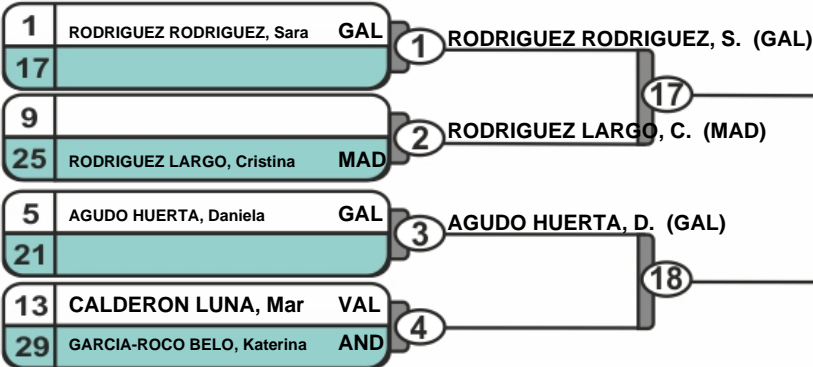 1 RODRIGUEZ RODRIGUEZ, Sara GAL
17
1 RODRIGUEZ RODRIGUEZ, S. (GAL)
17
9
25 RODRIGUEZ LARGO, Cristina MAD
2 RODRIGUEZ LARGO, C. (MAD)
5 AGUDO HUERTA, Daniela GAL
21
3 AGUDO HUERTA, D. (GAL)
18
13 CALDERON LUNA, Mar VAL
29 GARCIA-ROCO BELO, Katerina AND
4